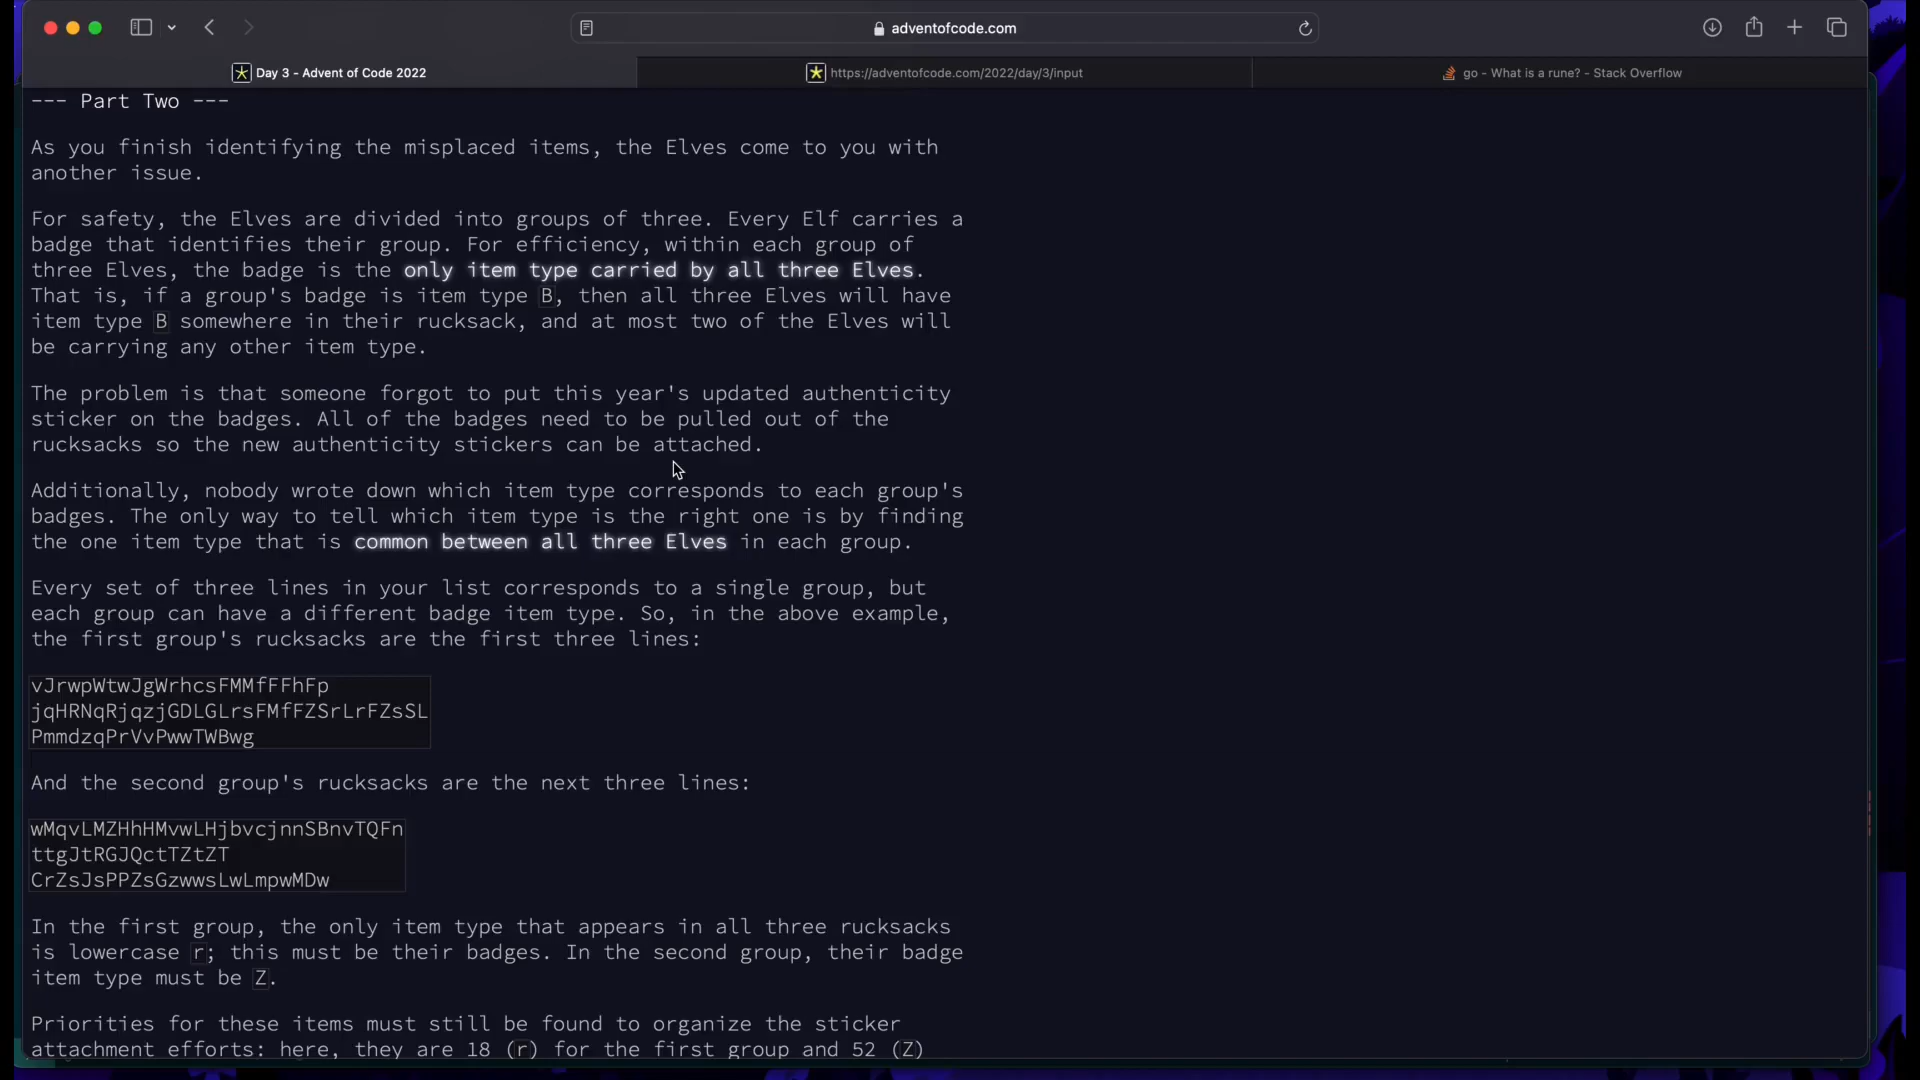 adventofcode.com
Day 3 - Advent of Code 2022
https://adventofcode.com/2022/day/3/input
go - What is a rune? - Stack Overflow
--- Part Two ---
As you finish identifying the misplaced items, the Elves come to you with
another issue.
For safety, the Elves are divided into groups of three. Every Elf carries a
badge that identifies their group. For efficiency, within each group of
three Elves, the badge is the only item type carried by all three Elves.
That is, if a group's badge is item type B, then all three Elves will have
item type B somewhere in their rucksack, and at most two of the Elves will
be carrying any other item type.
The problem is that someone forgot to put this year's updated authenticity
sticker on the badges. All of the badges need to be pulled out of the
rucksacks so the new authenticity stickers can be attached.
Additionally, nobody wrote down which item type corresponds to each group's
badges. The only way to tell which item type is the right one is by finding
the one item type that is common between all three Elves in each group.
Every set of three lines in your list corresponds to a single group, but
each group can have a different badge item type. So, in the above example,
the first group's rucksacks are the first three lines:
vJrwpWtwJgWrhcsFMMfFFhFp
jqHRNqRjqzjGDLGLrsFMfFZSrLrFZsSL
PmmdzqPrVvPwwTWBwg
And the second group's rucksacks are the next three lines:
wMqvLMZHhHMvwLHjbvcjnnSBnvTQFn
ttgJtRGJQctTZtZT
CrZsJsPPZsGzwwsLwLmpwMDw
In the first group, the only item type that appears in all three rucksacks
is lowercase r; this must be their badges. In the second group, their badge
item type must be Z.
Priorities for these items must still be found to organize the sticker
attachment efforts: here, they are 18 (r) for the first group and 52 (Z)